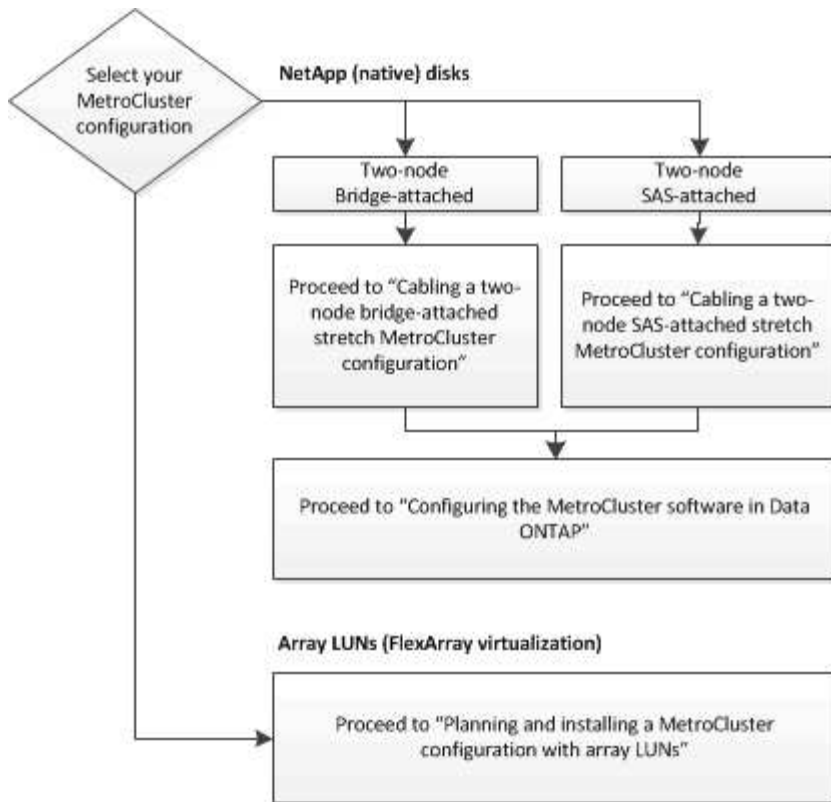 Select your
MetroCluster
configuration
NetApp (native) disks
Two-node
Bridge-attached
Two-node
SAS-attached
Proceed to “Cabling a two-
node bridge-attached
stretch MetroCluster
configuration”
Proceed to “Cabling a two-
node SAS-attached stretch
MetroCluster configuration”
Proceed to “Configuring the MetroCluster software in Data
ONTAP”
Array LUNs (FlexArray virtualization)
Proceed to “Planning and installing a MetroCluster
configuration with array LUNs”